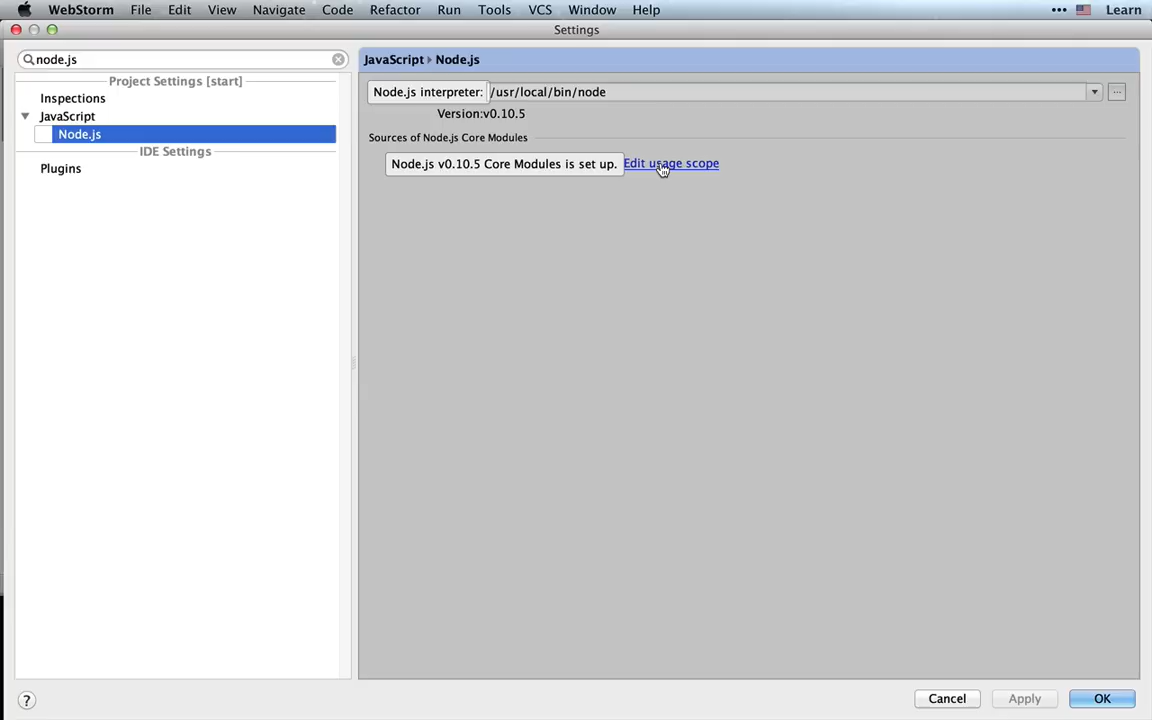 WebStorm File Edit View Navigate Code Refactor Run Tools VCS Window Help ••• Learn
Settings
node.js
Project Settings [start]
Inspections
JavaScript
Node.js
IDE Settings
Plugins
JavaScript › Node.js
Node.js interpreter: /usr/local/bin/node ...
Version:v0.10.5
Sources of Node.js Core Modules
Node.js v0.10.5 Core Modules is set up. Edit usage scope
? Cancel Apply OK